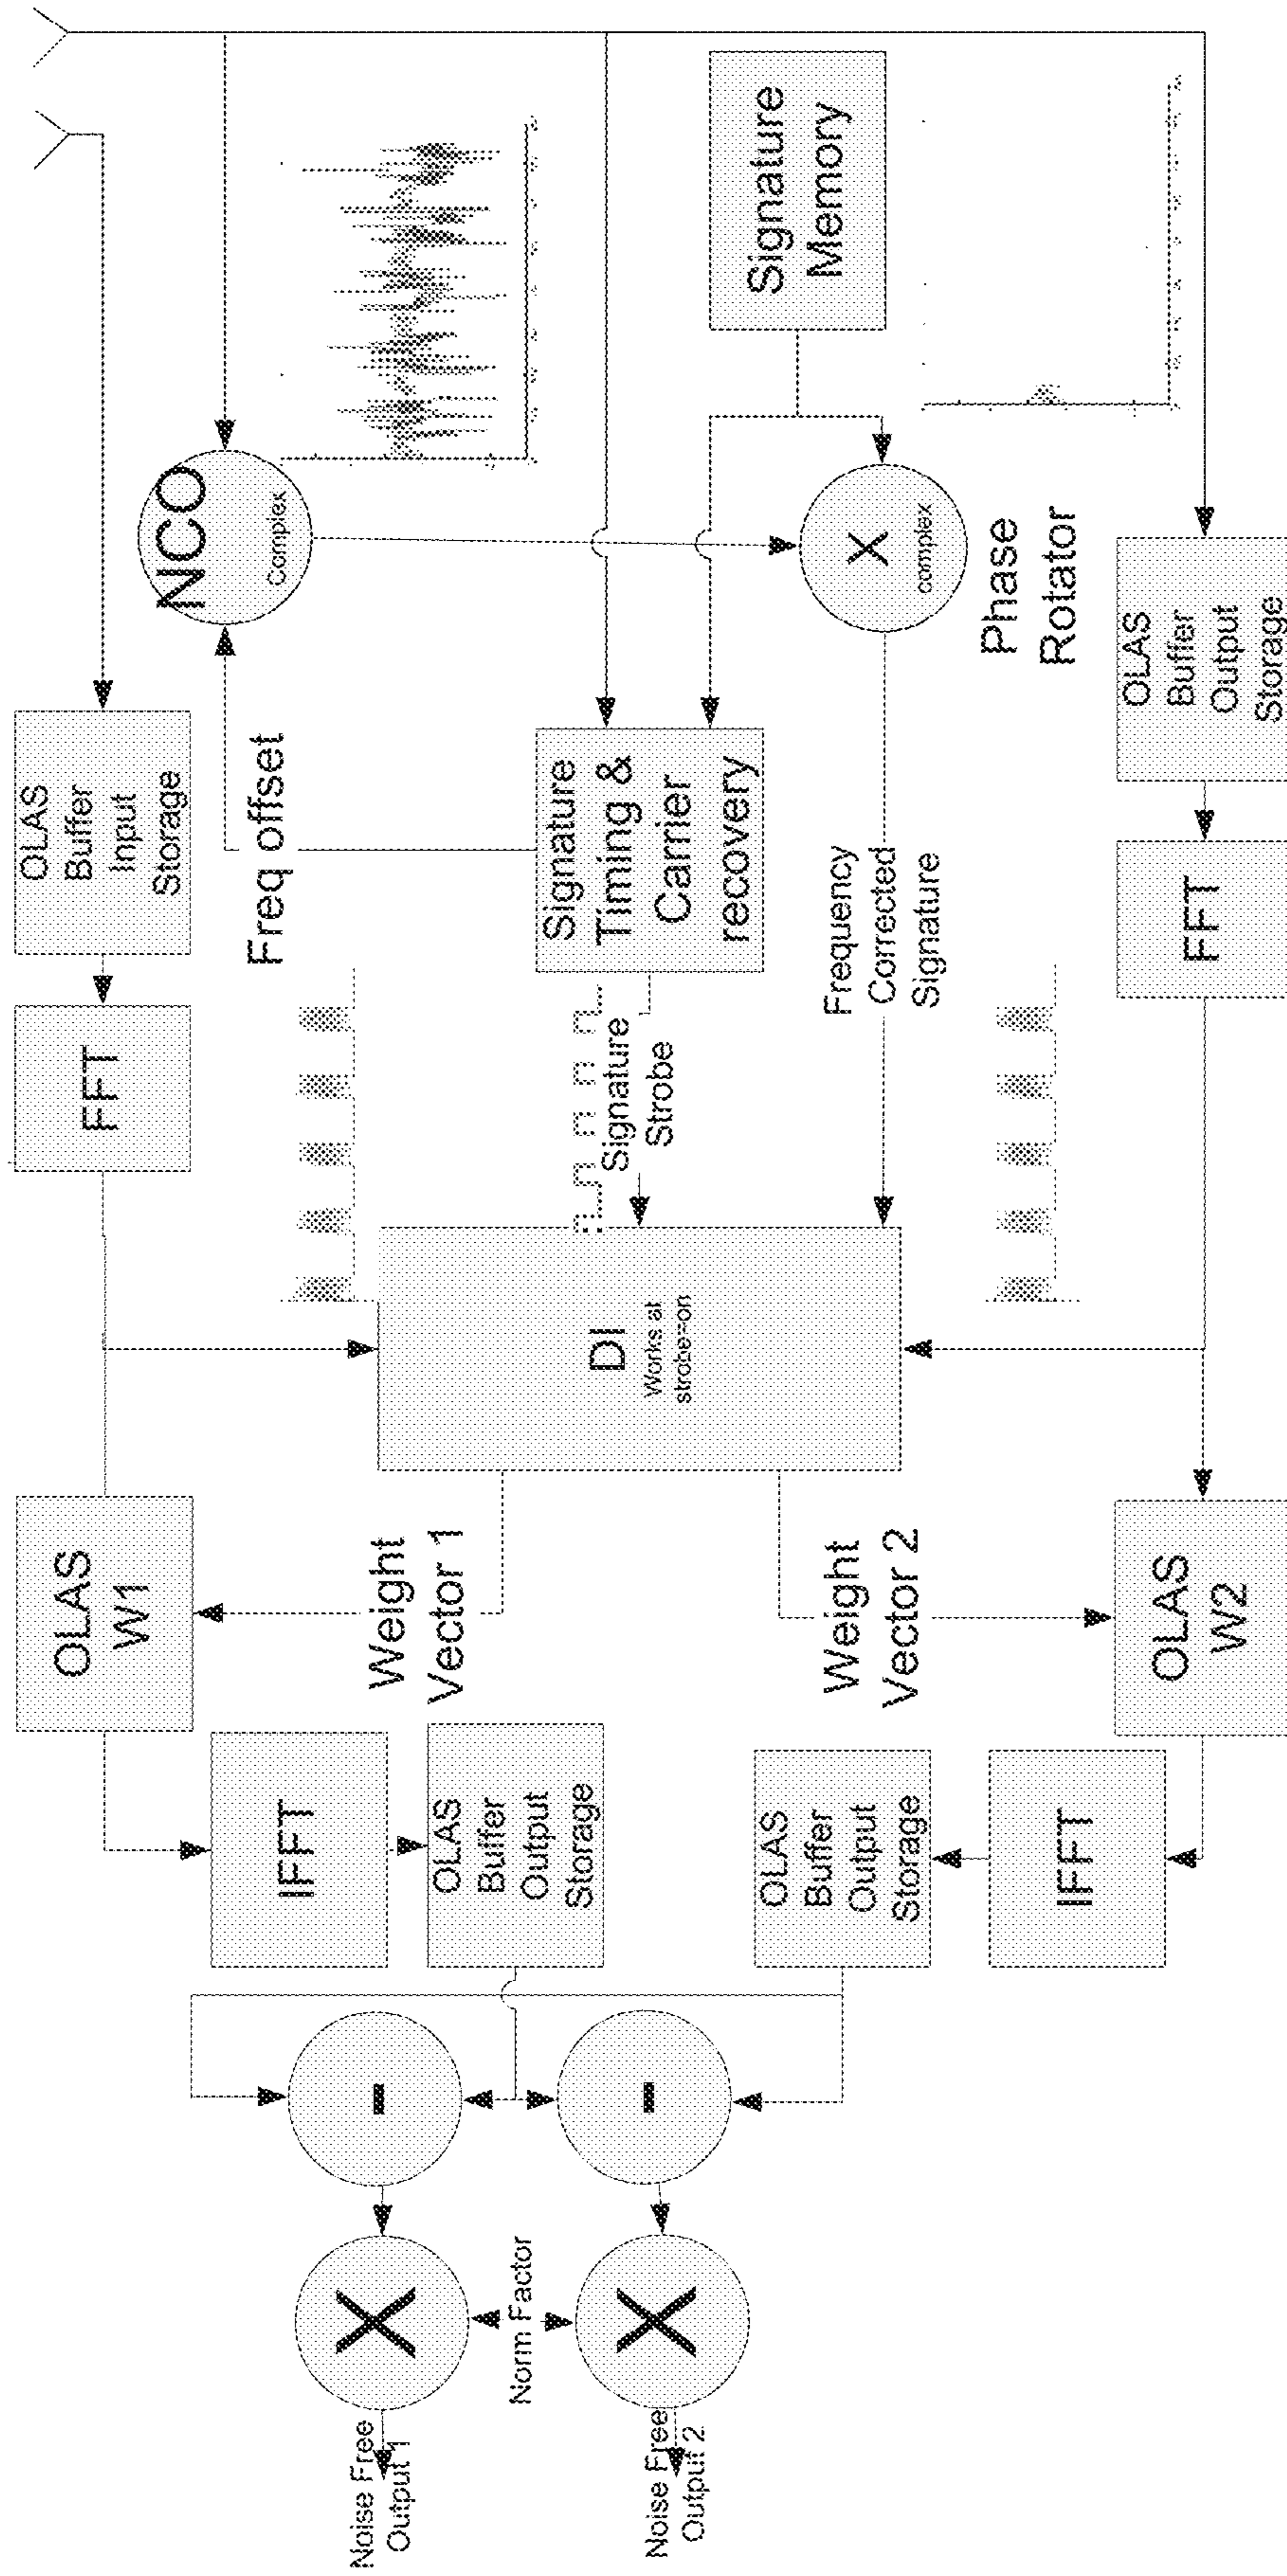 OLAS
Buffer
Input
Storage
FFT
OLAS
W1
IFFT
OLAS
Buffer
Output
Storage
NCO
Complex
Freq offset
Signature
Timing &
Carrier
recovery
Signature
Memory
X
complex
Phase
Rotator
Frequency
Corrected
Signature
Signature
Strobe
DI
Works at
strobe=on
Weight
Vector 1
Weight
Vector 2
OLAS
Buffer
Output
Storage
FFT
OLAS
W2
IFFT
OLAS
Buffer
Output
Storage
-
-
X
X
Norm Factor
Noise Free
Output 1
Noise Free
Output 2